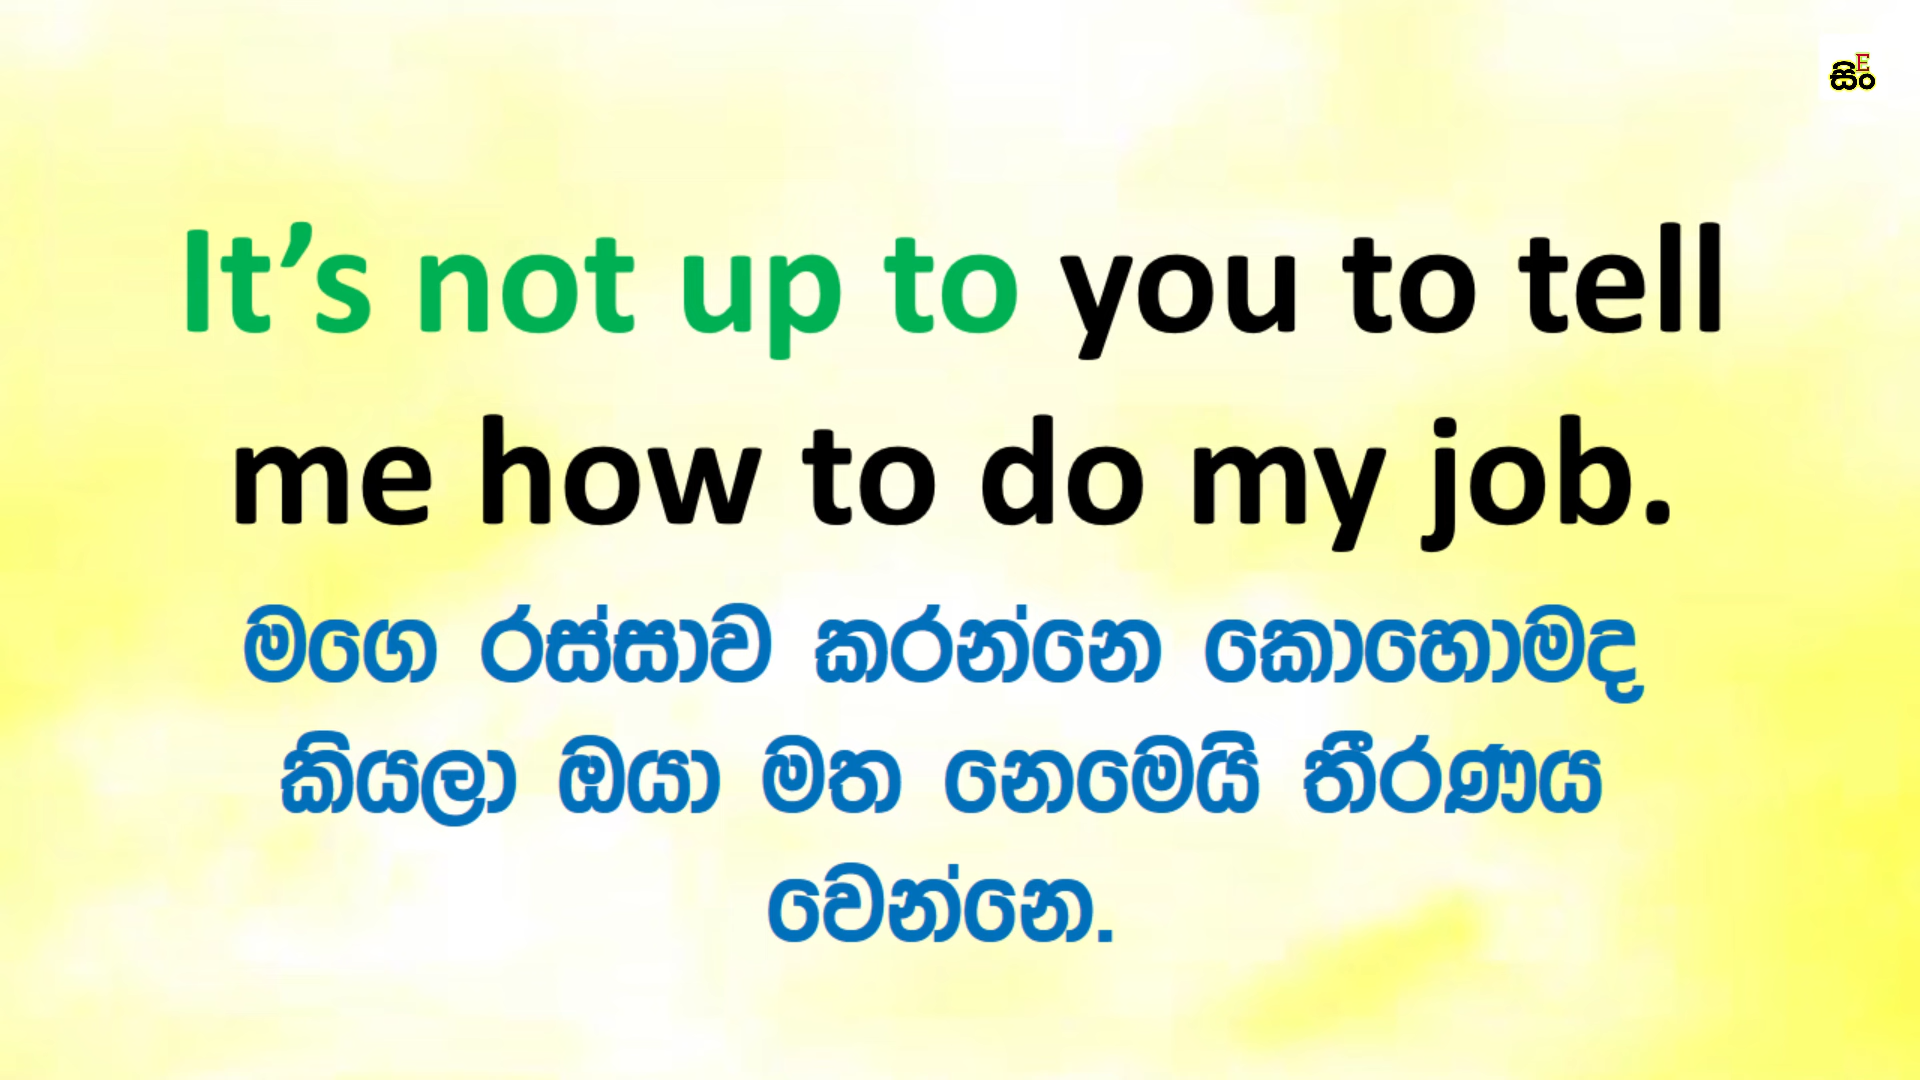 සිංE
It’s not up to you to tell
me how to do my job.
මගෙ රස්සාව කරන්නෙ කොහොමද
කියලා ඔයා මත නෙමෙයි තීරණය
වෙන්නෙ.